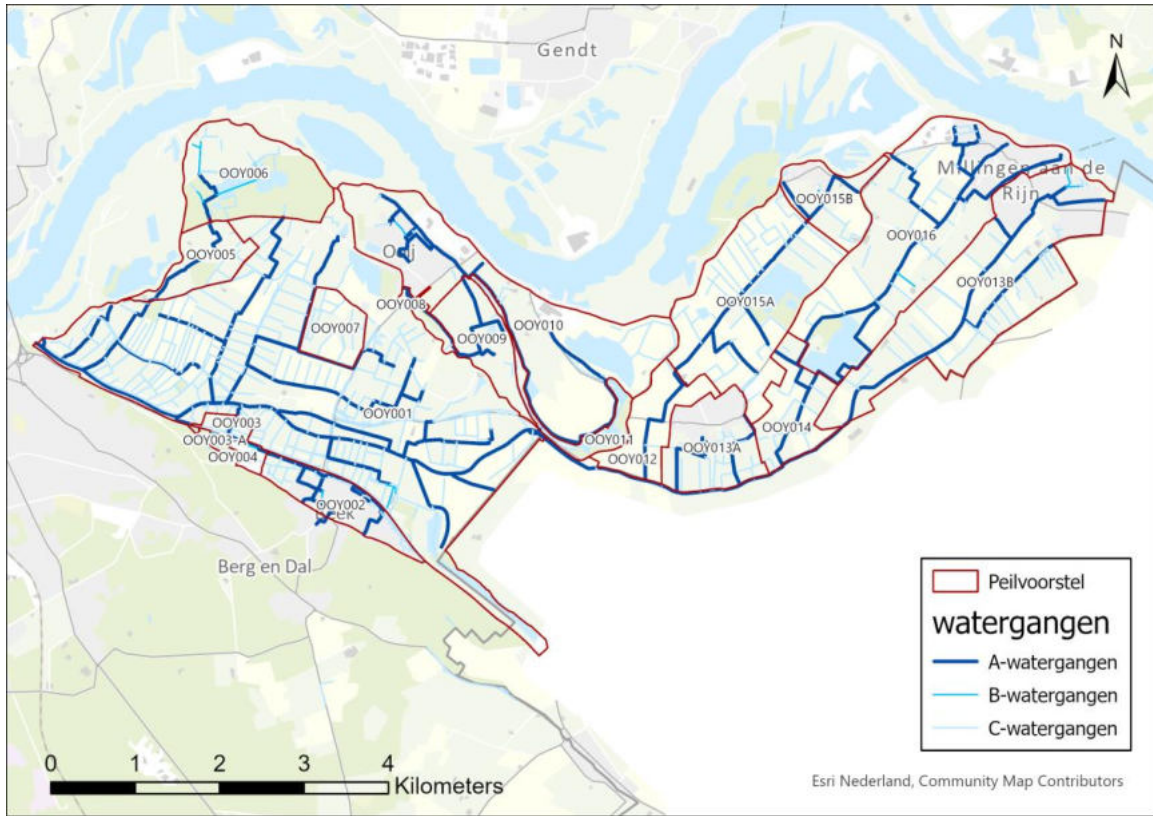 Gendt
N
OOY006
Millingen aan de
Rijn
OOY015B
OOY016
Ooij
OOY005
OOY013B
OOY008
OOY015A
OOY010
OOY007
OOY009
OOY001
OOY003
OOY003-A
OOY011
OOY004
OOY012
OOY013A
OOY014
OOY002
Beek
Berg en Dal
Peilvoorstel
watergangen
A-watergangen
B-watergangen
C-watergangen
0 1 2 3 4
Kilometers
Esri Nederland, Community Map Contributors